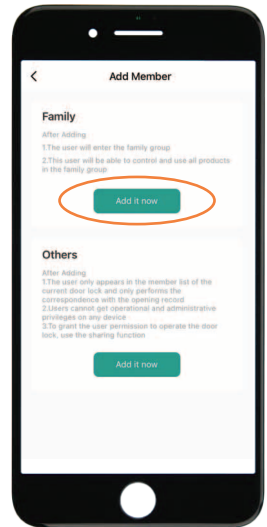 Add Member
Family
After Adding
1.The user will enter the family group
2.This user will be able to control and use all products
in the family group
Add it now
Others
After Adding
1.The user only appears in the member list of the
current door lock and only performs the
correspondence with the opening record
2.Users cannot get operational and administrative
privileges on any device
3.To grant the user permission to operate the door
lock, use the sharing function
Add it now